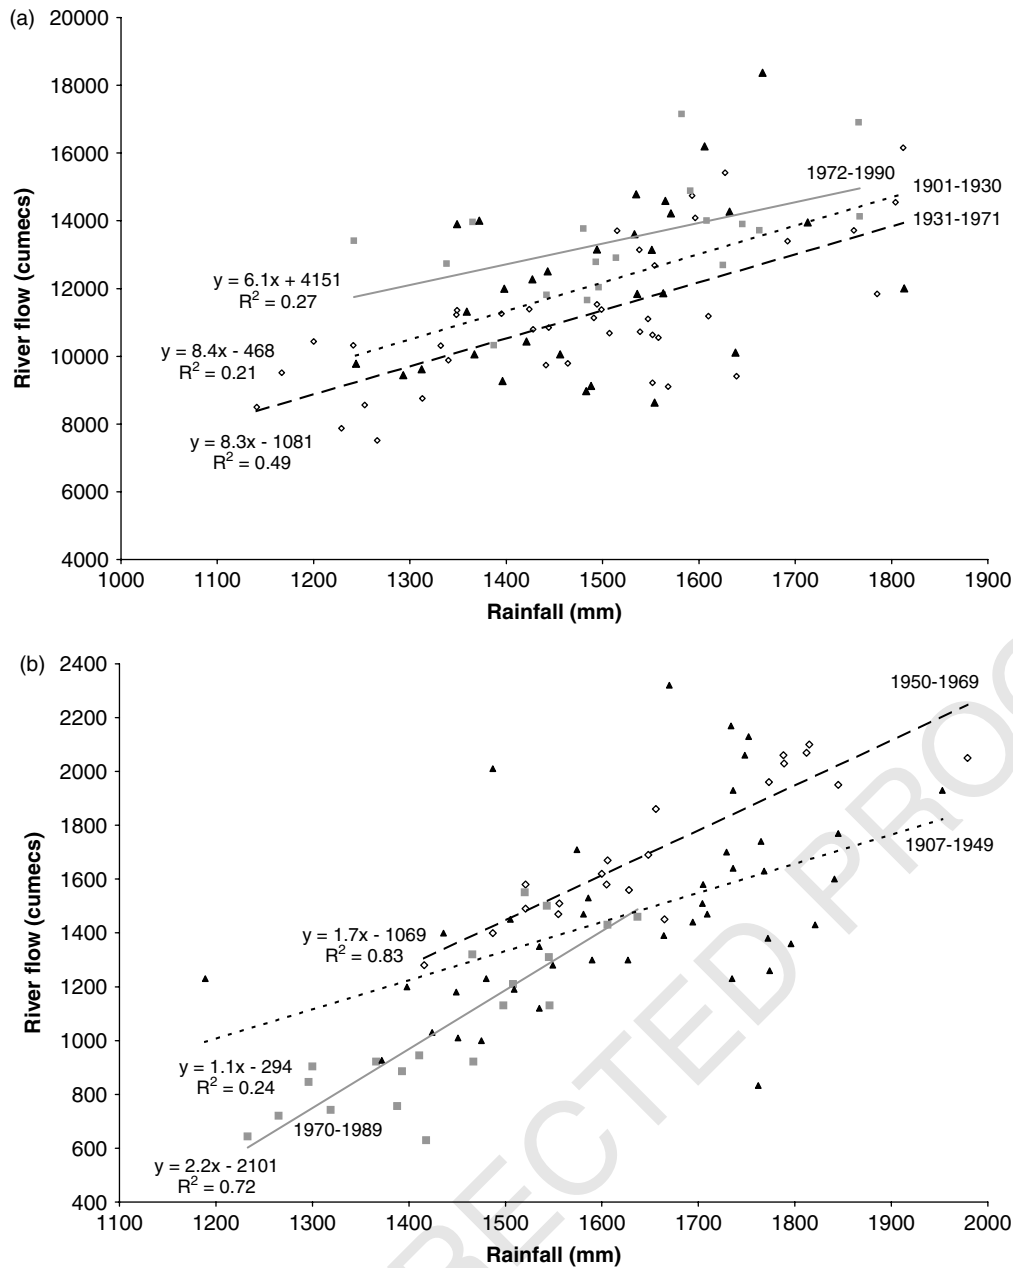 (a)
20000
18000
16000
14000
12000
10000
8000
6000
4000
River flow (cumecs)
1972-1990
1901-1930
1931-1971
y = 6.1x + 4151
R² = 0.27
y = 8.4x - 468
R² = 0.21
y = 8.3x - 1081
R² = 0.49
1000 1100 1200 1300 1400 1500 1600 1700 1800 1900
Rainfall (mm)
(b)
2400
2200
2000
1800
1600
1400
1200
1000
800
600
400
River flow (cumecs)
1950-1969
1907-1949
y = 1.7x - 1069
R² = 0.83
y = 1.1x - 294
R² = 0.24
1970-1989
y = 2.2x - 2101
R² = 0.72
1100 1200 1300 1400 1500 1600 1700 1800 1900 2000
Rainfall (mm)
ECTED PROO